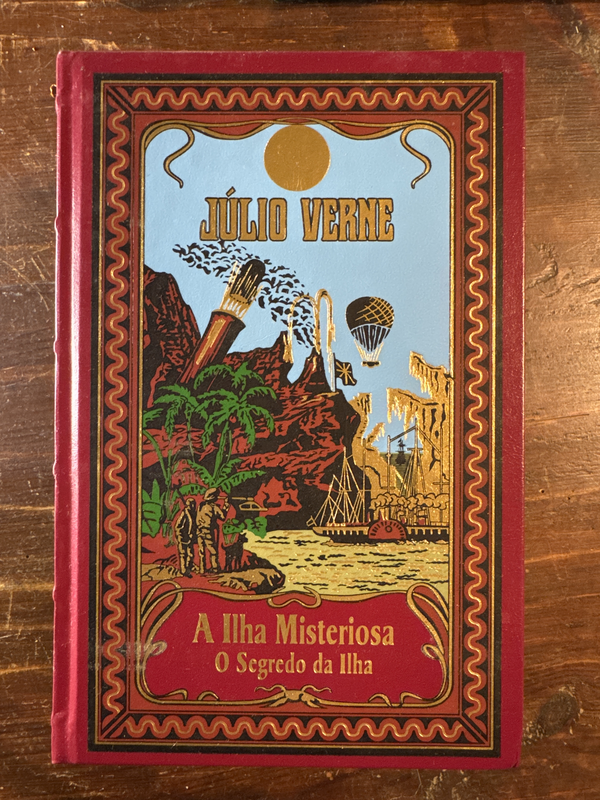 JÚLIO VERNE
A Ilha Misteriosa
O Segredo da Ilha